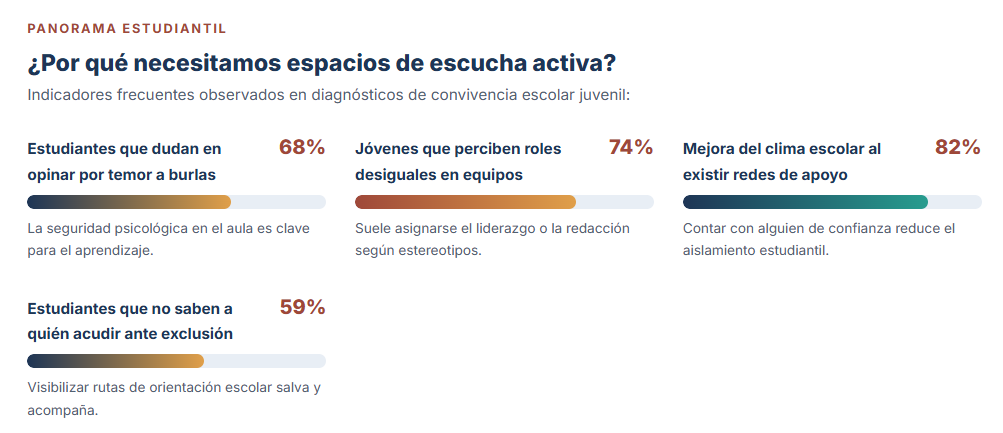 PANORAMA ESTUDIANTIL
¿Por qué necesitamos espacios de escucha activa?
Indicadores frecuentes observados en diagnósticos de convivencia escolar juvenil:
Estudiantes que dudan en
opinar por temor a burlas
68%
La seguridad psicológica en el aula es clave
para el aprendizaje.
Jóvenes que perciben roles
desiguales en equipos
74%
Suele asignarse el liderazgo o la redacción
según estereotipos.
Mejora del clima escolar al
existir redes de apoyo
82%
Contar con alguien de confianza reduce el
aislamiento estudiantil.
Estudiantes que no saben a
quién acudir ante exclusión
59%
Visibilizar rutas de orientación escolar salva y
acompaña.